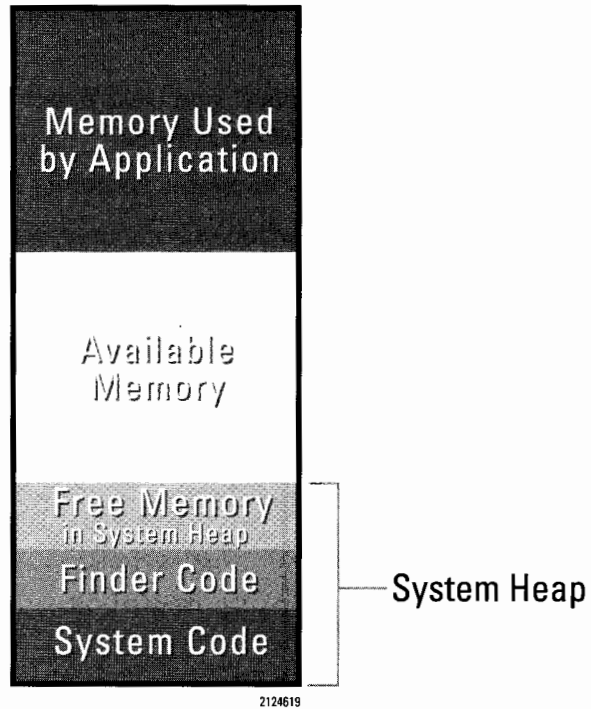 Memory Used
by Application
Available
Memory
Free Memory
in System Heap
Finder Code
System Heap
System Code
2124619